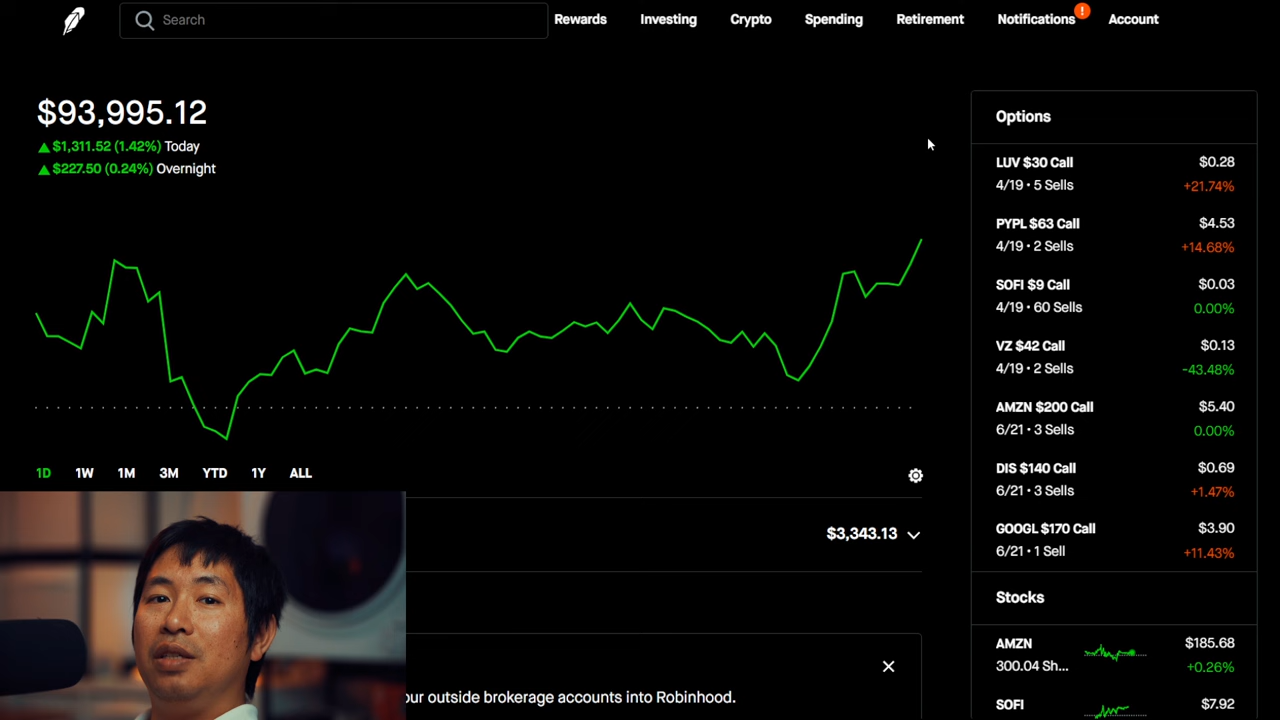 Search
Rewards
Investing
Crypto
Spending
Retirement
Notifications
!
Account
$93,995.12
$1,311.52 (1.42%) Today
$227.50 (0.24%) Overnight
1D
1W
1M
3M
YTD
1Y
ALL
$3,343.13
our outside brokerage accounts into Robinhood.
Options
LUV $30 Call $0.28
4/19 • 5 Sells +21.74%
PYPL $63 Call $4.53
4/19 • 2 Sells +14.68%
SOFI $9 Call $0.03
4/19 • 60 Sells 0.00%
VZ $42 Call $0.13
4/19 • 2 Sells -43.48%
AMZN $200 Call $5.40
6/21 • 3 Sells 0.00%
DIS $140 Call $0.69
6/21 • 3 Sells +1.47%
GOOGL $170 Call $3.90
6/21 • 1 Sell +11.43%
Stocks
AMZN $185.68
300.04 Sh... +0.26%
SOFI $7.92